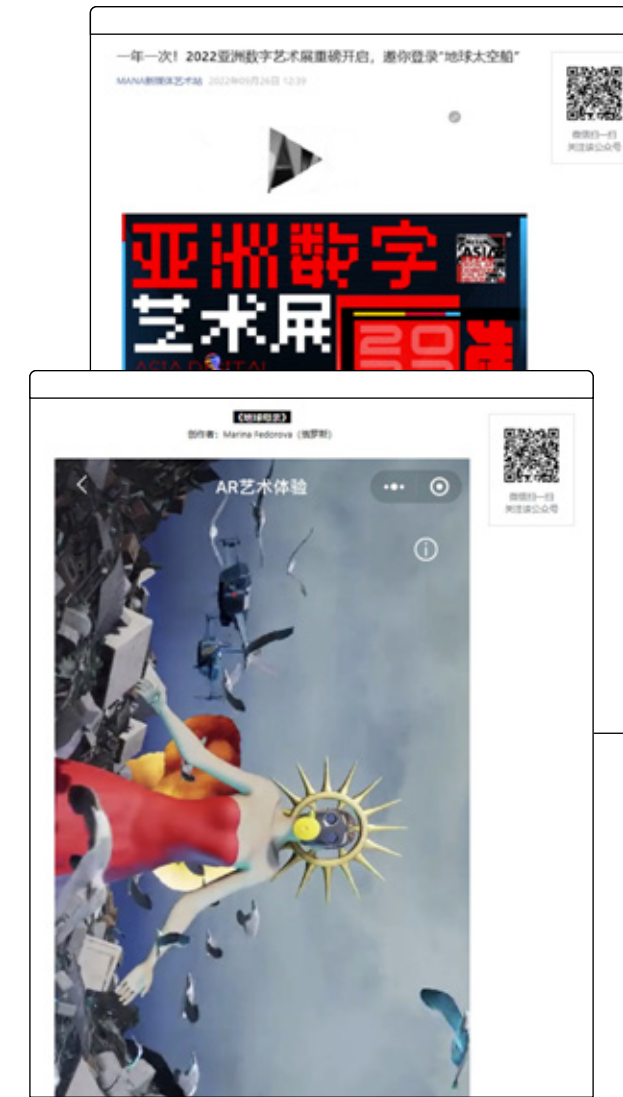 一年一次！2022亚洲数字艺术展重磅开启，邀你登录“地球太空船”
MANA新媒体艺术站 2022年09月26日 12:39
微信扫一扫
关注该公众号
亚洲数字
艺术展
ASIA DIGITAL
创作者：Marina Fedorova（俄罗斯）
微信扫一扫
关注该公众号
AR艺术体验